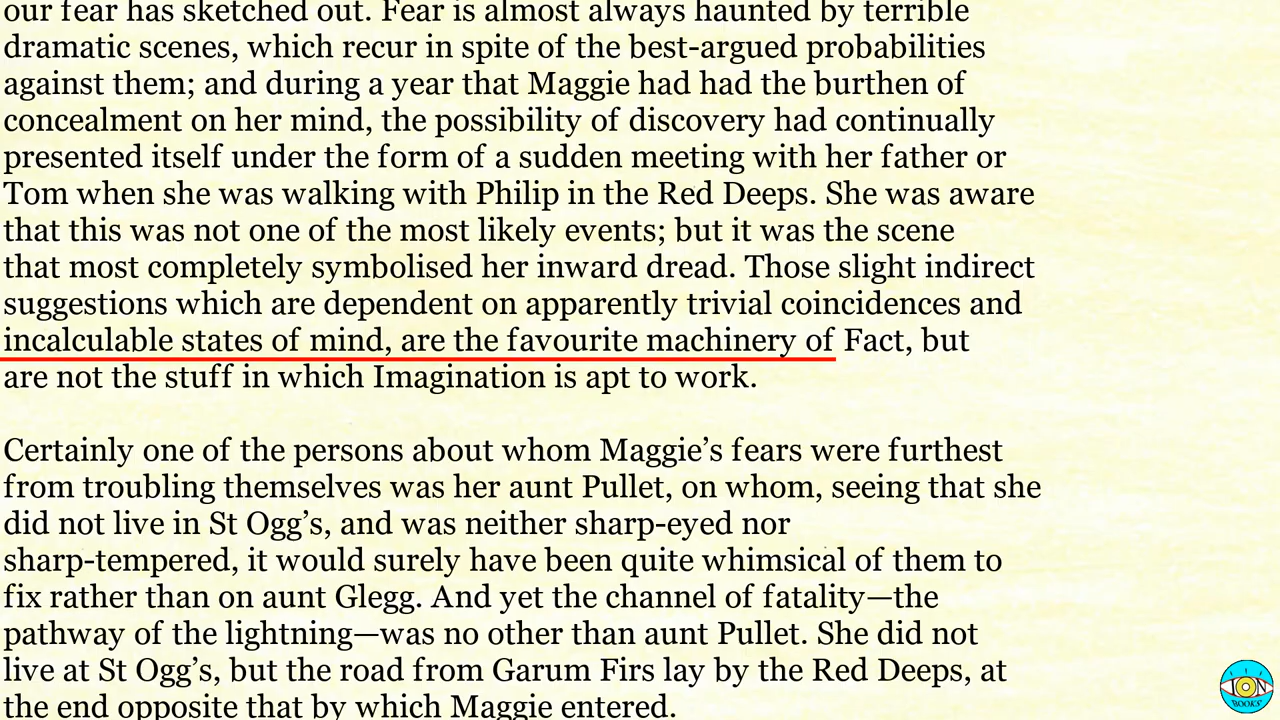 our fear has sketched out. Fear is almost always haunted by terrible
dramatic scenes, which recur in spite of the best-argued probabilities
against them; and during a year that Maggie had had the burthen of
concealment on her mind, the possibility of discovery had continually
presented itself under the form of a sudden meeting with her father or
Tom when she was walking with Philip in the Red Deeps. She was aware
that this was not one of the most likely events; but it was the scene
that most completely symbolised her inward dread. Those slight indirect
suggestions which are dependent on apparently trivial coincidences and
incalculable states of mind, are the favourite machinery of Fact, but
are not the stuff in which Imagination is apt to work.
Certainly one of the persons about whom Maggie’s fears were furthest
from troubling themselves was her aunt Pullet, on whom, seeing that she
did not live in St Ogg’s, and was neither sharp-eyed nor
sharp-tempered, it would surely have been quite whimsical of them to
fix rather than on aunt Glegg. And yet the channel of fatality—the
pathway of the lightning—was no other than aunt Pullet. She did not
live at St Ogg’s, but the road from Garum Firs lay by the Red Deeps, at
the end opposite that by which Maggie entered.
ION
BOOKS